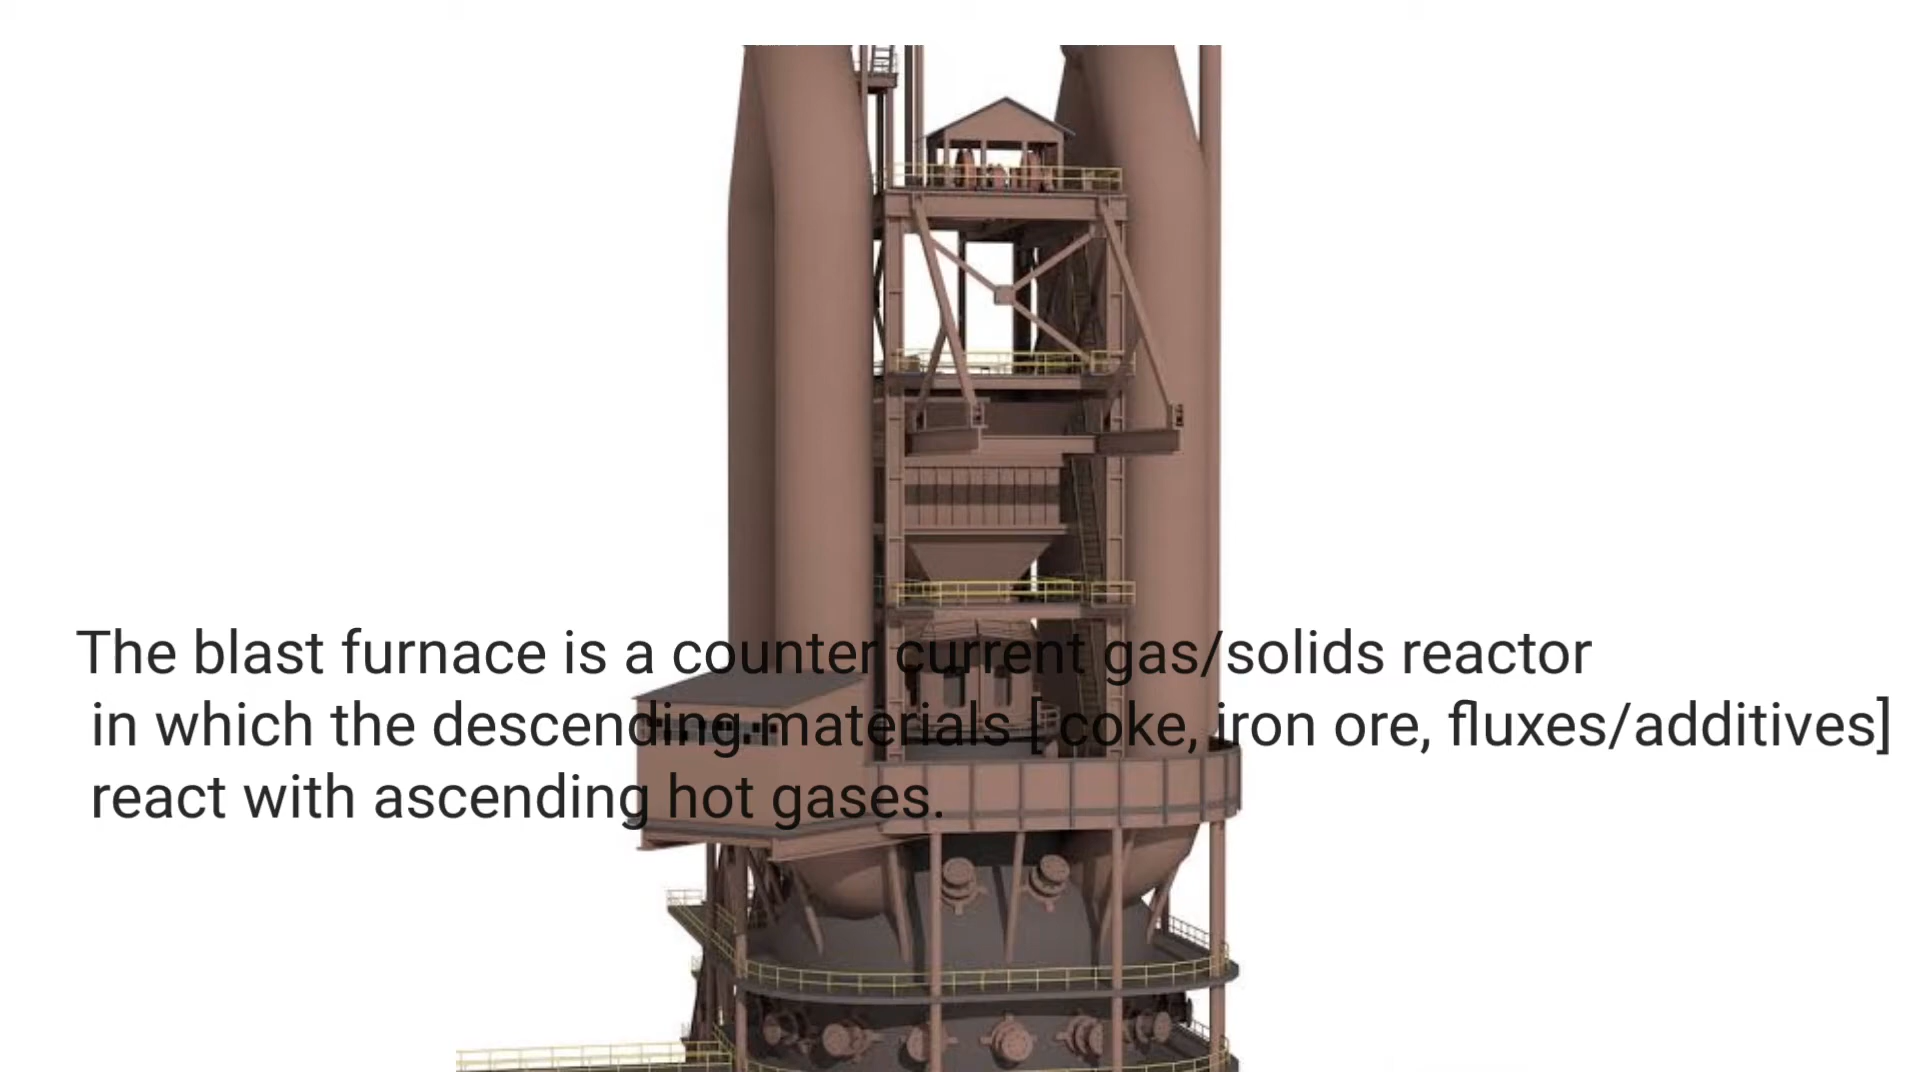 The blast furnace is a counter current gas/solids reactor
in which the descending materials [ coke, iron ore, fluxes/additives]
react with ascending hot gases.